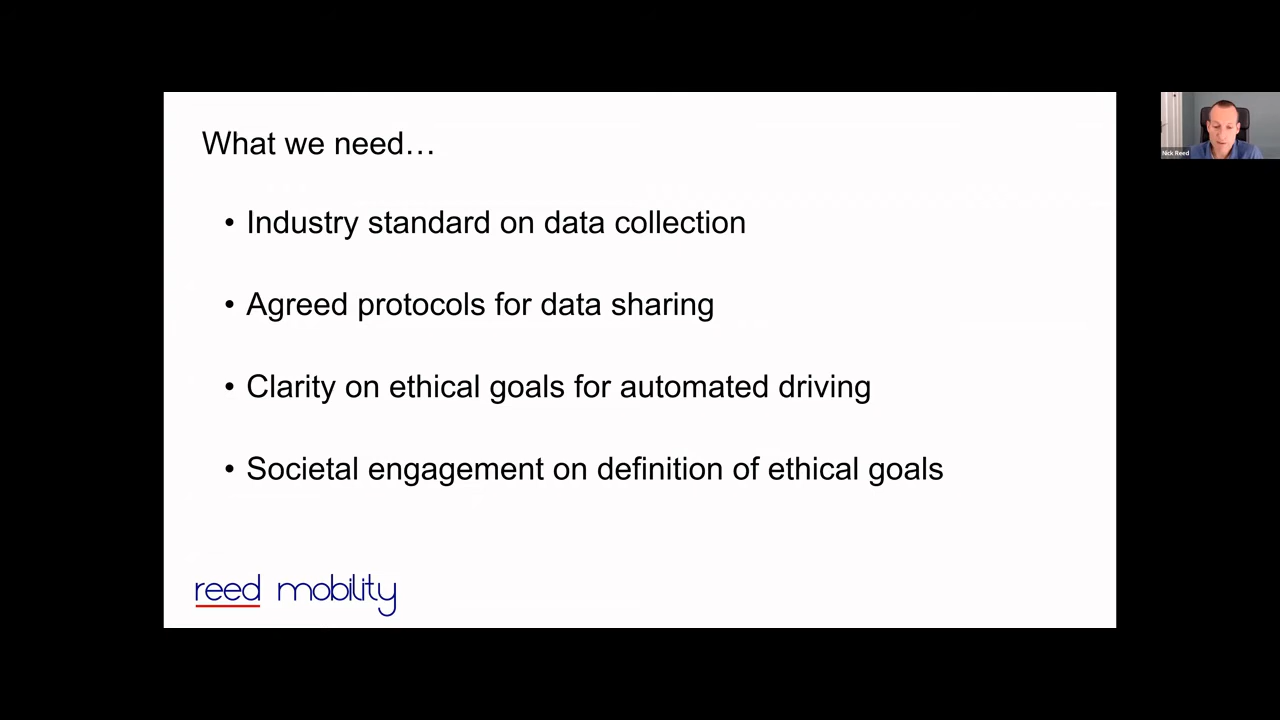 What we need…
• Industry standard on data collection
• Agreed protocols for data sharing
• Clarity on ethical goals for automated driving
• Societal engagement on definition of ethical goals
reed mobility
Nick Reed